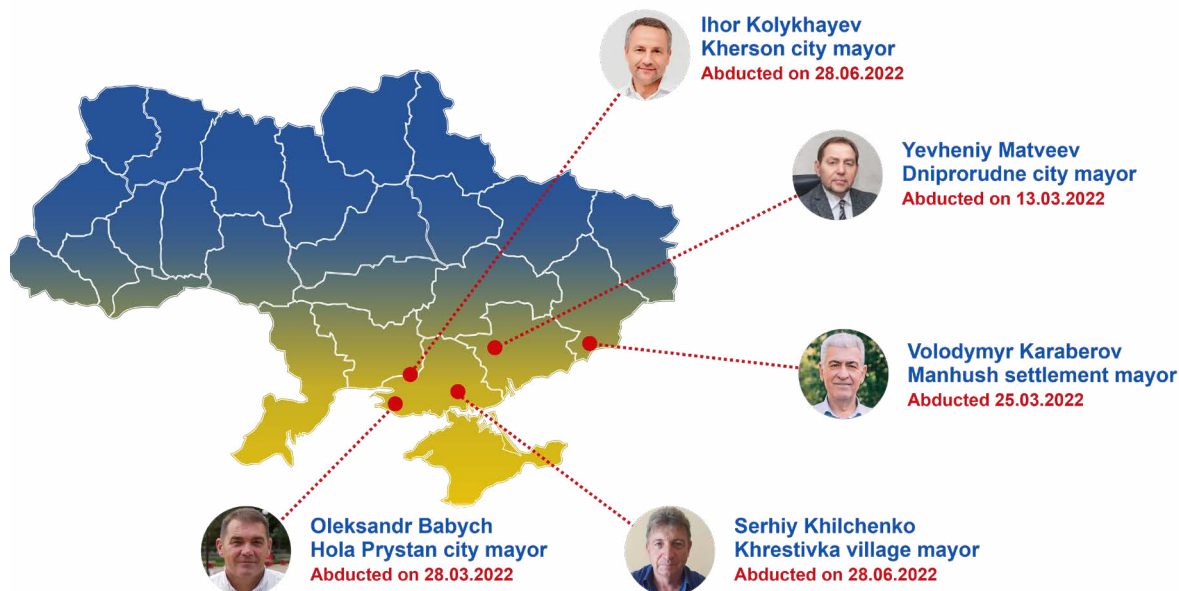 Ihor Kolykhayev
Kherson city mayor
Abducted on 28.06.2022
Yevheniy Matveev
Dniprorudne city mayor
Abducted on 13.03.2022
Volodymyr Karaberov
Manhush settlement mayor
Abducted 25.03.2022
Oleksandr Babych
Hola Prystan city mayor
Abducted on 28.03.2022
Serhiy Khilchenko
Khrestivka village mayor
Abducted on 28.06.2022